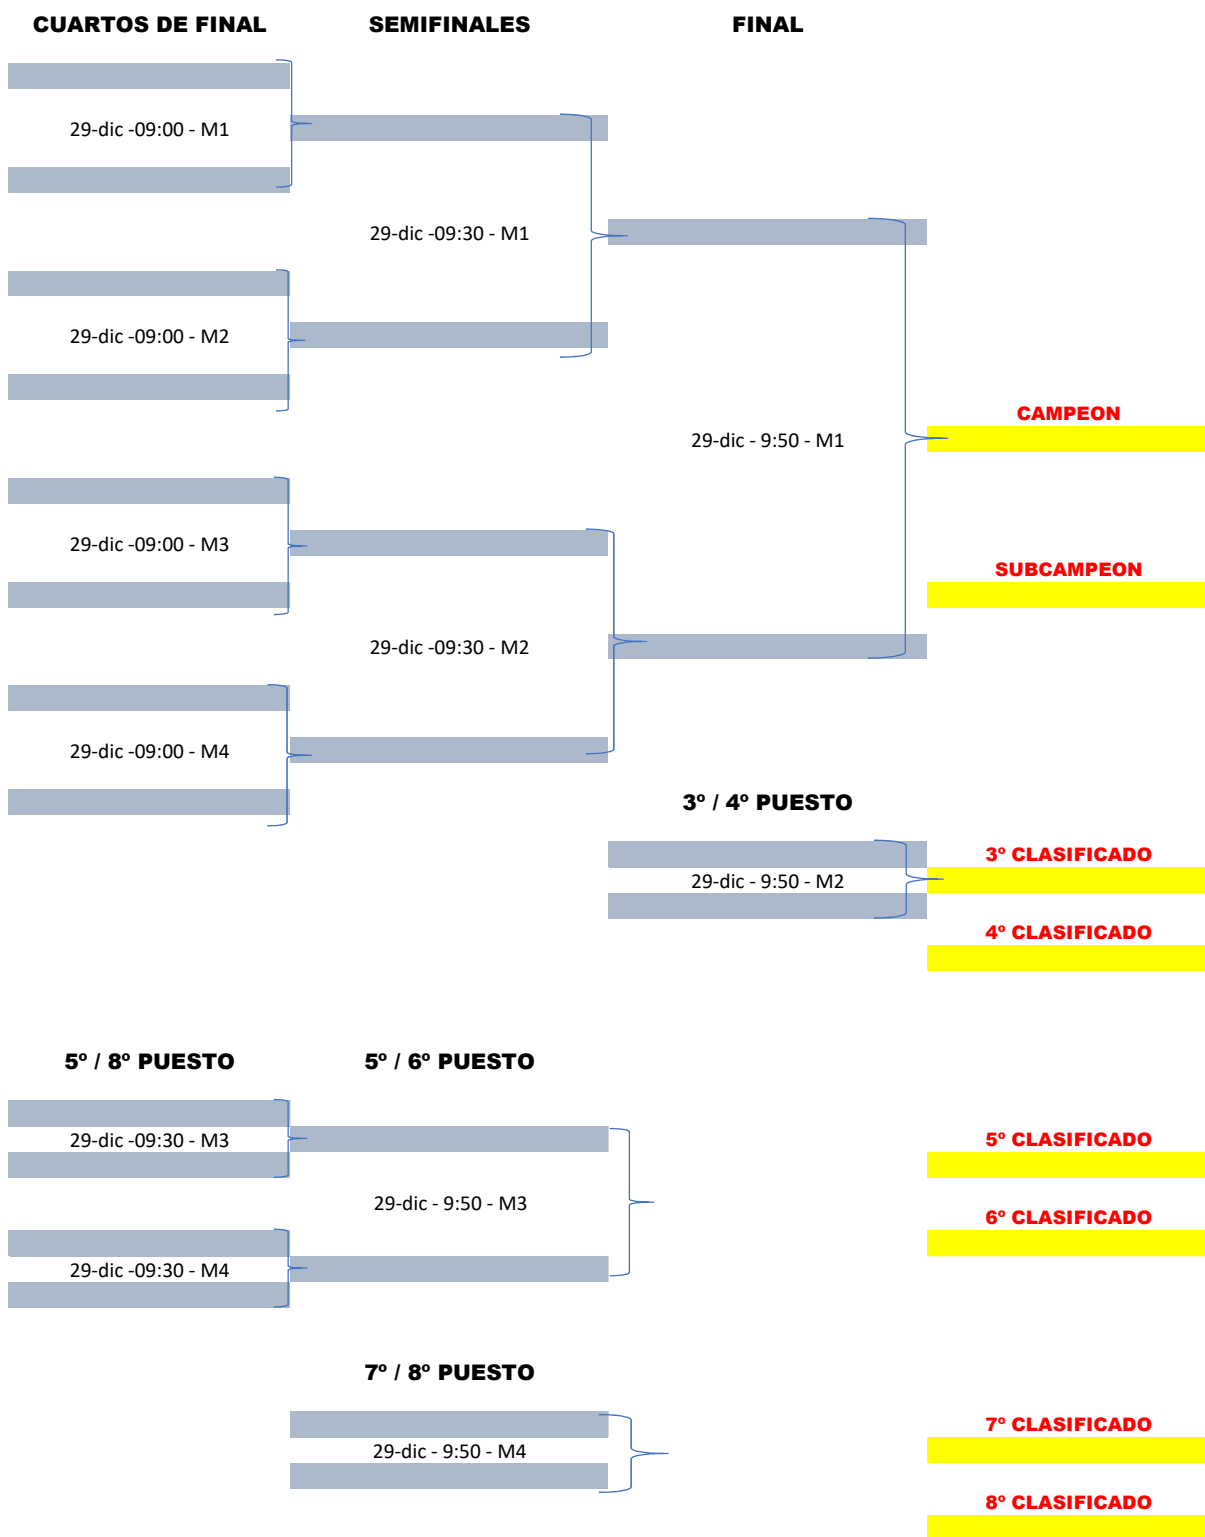 CUARTOS DE FINAL
SEMIFINALES
FINAL
29-dic -09:00 - M1
29-dic -09:30 - M1
29-dic -09:00 - M2
CAMPEON
29-dic - 9:50 - M1
29-dic -09:00 - M3
SUBCAMPEON
29-dic -09:30 - M2
29-dic -09:00 - M4
3º / 4º PUESTO
3º CLASIFICADO
29-dic - 9:50 - M2
4º CLASIFICADO
5º / 8º PUESTO
5º / 6º PUESTO
29-dic -09:30 - M3
5º CLASIFICADO
29-dic - 9:50 - M3
6º CLASIFICADO
29-dic -09:30 - M4
7º / 8º PUESTO
7º CLASIFICADO
29-dic - 9:50 - M4
8º CLASIFICADO